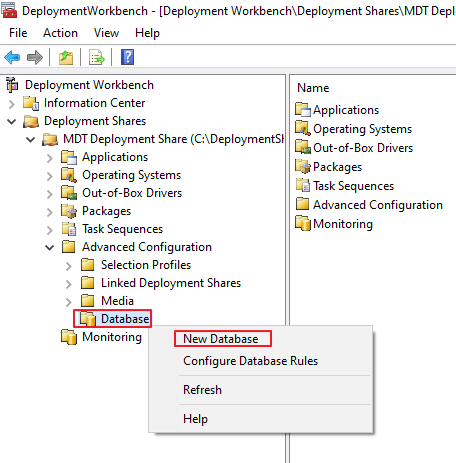 DeploymentWorkbench - [Deployment Workbench\Deployment Shares\MDT Deplo
File Action View Help
Deployment Workbench
Information Center
Deployment Shares
MDT Deployment Share (C:\DeploymentSh
Applications
Operating Systems
Out-of-Box Drivers
Packages
Task Sequences
Advanced Configuration
Selection Profiles
Linked Deployment Shares
Media
Database
Monitoring
New Database
Configure Database Rules
Refresh
Help
Name
Applications
Operating Systems
Out-of-Box Drivers
Packages
Task Sequences
Advanced Configuration
Monitoring